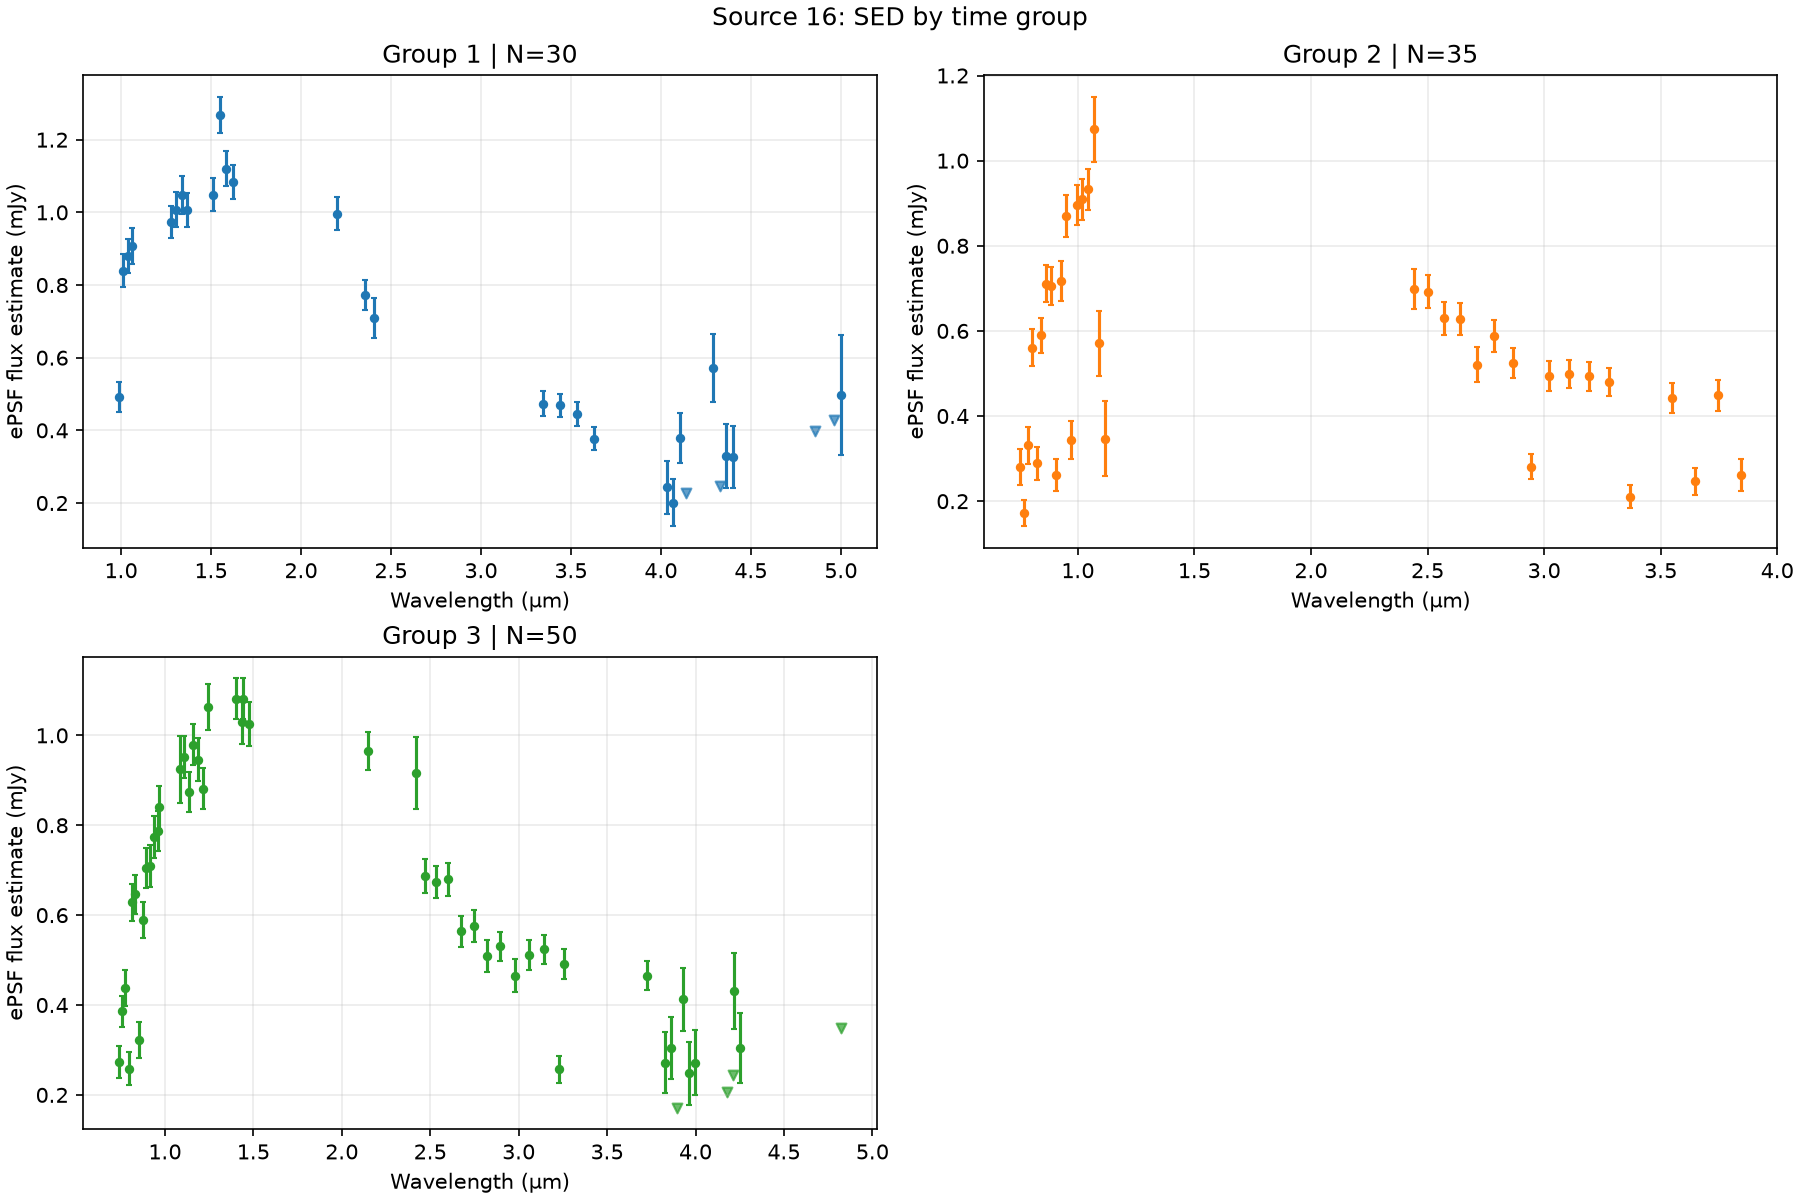 Source 16: SED by time group
Group 1 | N=30
ePSF flux estimate (mJy)
1.2
1.0
0.8
0.6
0.4
0.2
1.0 1.5 2.0 2.5 3.0 3.5 4.0 4.5 5.0
Wavelength (μm)
Group 2 | N=35
ePSF flux estimate (mJy)
1.2
1.0
0.8
0.6
0.4
0.2
1.0 1.5 2.0 2.5 3.0 3.5 4.0
Wavelength (μm)
Group 3 | N=50
ePSF flux estimate (mJy)
1.0
0.8
0.6
0.4
0.2
1.0 1.5 2.0 2.5 3.0 3.5 4.0 4.5 5.0
Wavelength (μm)